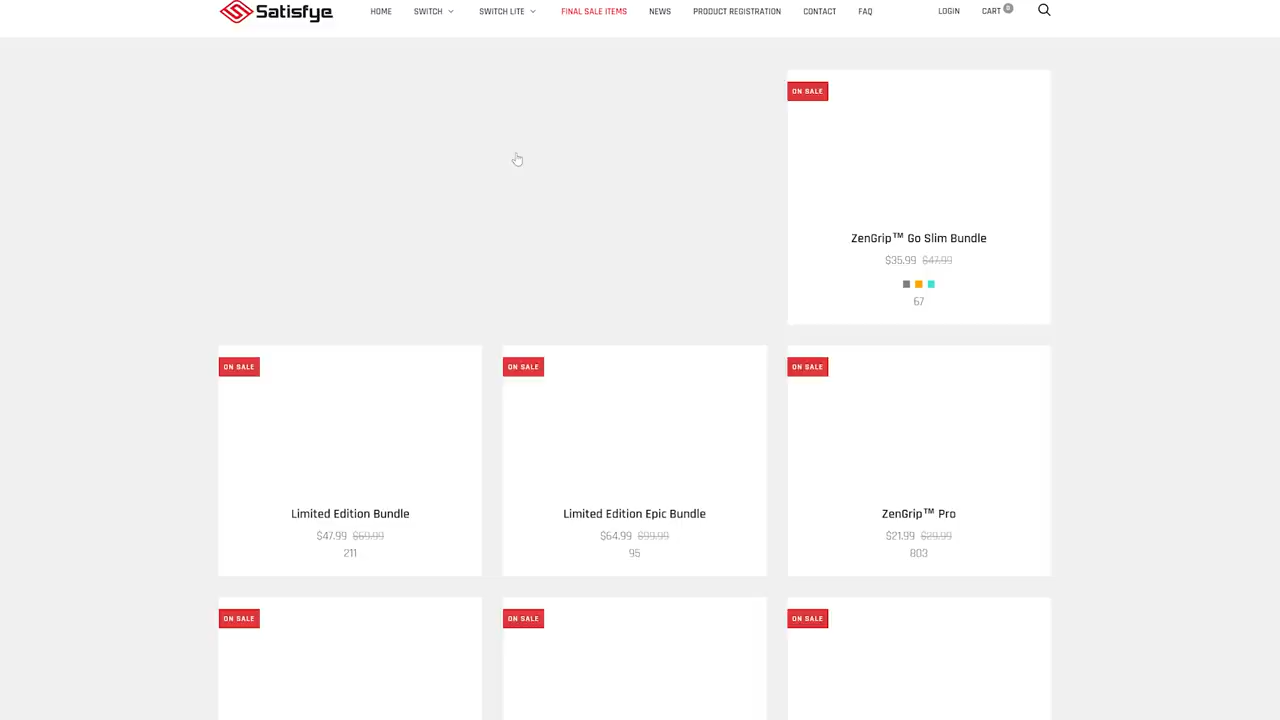 Satisfye HOME SWITCH SWITCH LITE FINAL SALE ITEMS NEWS PRODUCT REGISTRATION CONTACT FAQ LOGIN CART 0
ON SALE
ZenGrip™ Go Slim Bundle
$35.99 $47.99
67
ON SALE ON SALE ON SALE
Limited Edition Bundle Limited Edition Epic Bundle ZenGrip™ Pro
$47.99 $69.99 $64.99 $99.99 $21.99 $29.99
211 95 803
ON SALE ON SALE ON SALE